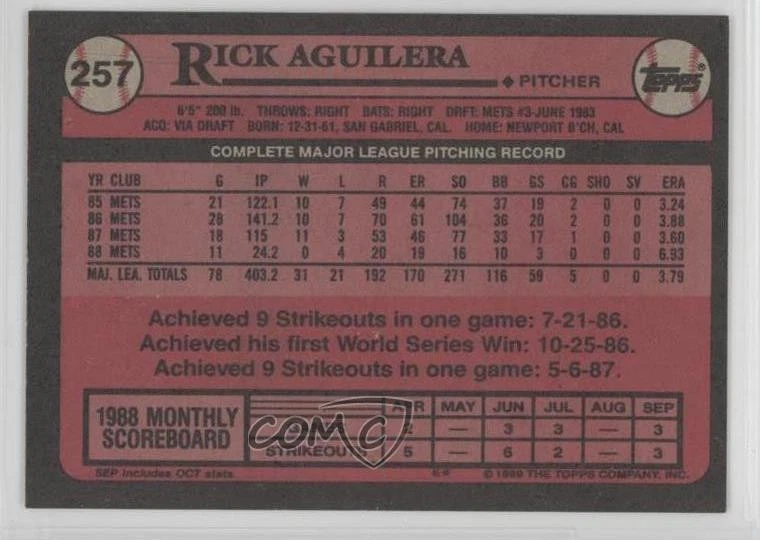 257
RICK AGUILERA
♦ PITCHER
Topps®
6'5" 200 lb. THROWS: RIGHT BATS: RIGHT DRFT: METS #3-JUNE 1983
ACQ: VIA DRAFT BORN: 12-31-61, SAN GABRIEL, CAL. HOME: NEWPORT B'CH, CAL
COMPLETE MAJOR LEAGUE PITCHING RECORD
YR CLUB G IP W L R ER SO BB GS CG SHO SV ERA
85 METS 21 122.1 10 7 49 44 74 37 19 2 0 0 3.24
86 METS 28 141.2 10 7 70 61 104 36 20 2 0 0 3.88
87 METS 18 115 11 3 53 46 77 33 17 1 0 0 3.60
88 METS 11 24.2 0 4 20 19 16 10 3 0 0 0 6.93
MAJ. LEA. TOTALS 78 403.2 31 21 192 170 271 116 59 5 0 0 3.79
Achieved 9 Strikeouts in one game: 7-21-86.
Achieved his first World Series Win: 10-25-86.
Achieved 9 Strikeouts in one game: 5-6-87.
1988 MONTHLY
SCOREBOARD
APR MAY JUN JUL AUG SEP
2 — 3 3 — 3
STRIKEOUTS 5 — 6 2 — 3
COMC
SEP includes OCT stats
© 1989 THE TOPPS COMPANY, INC.